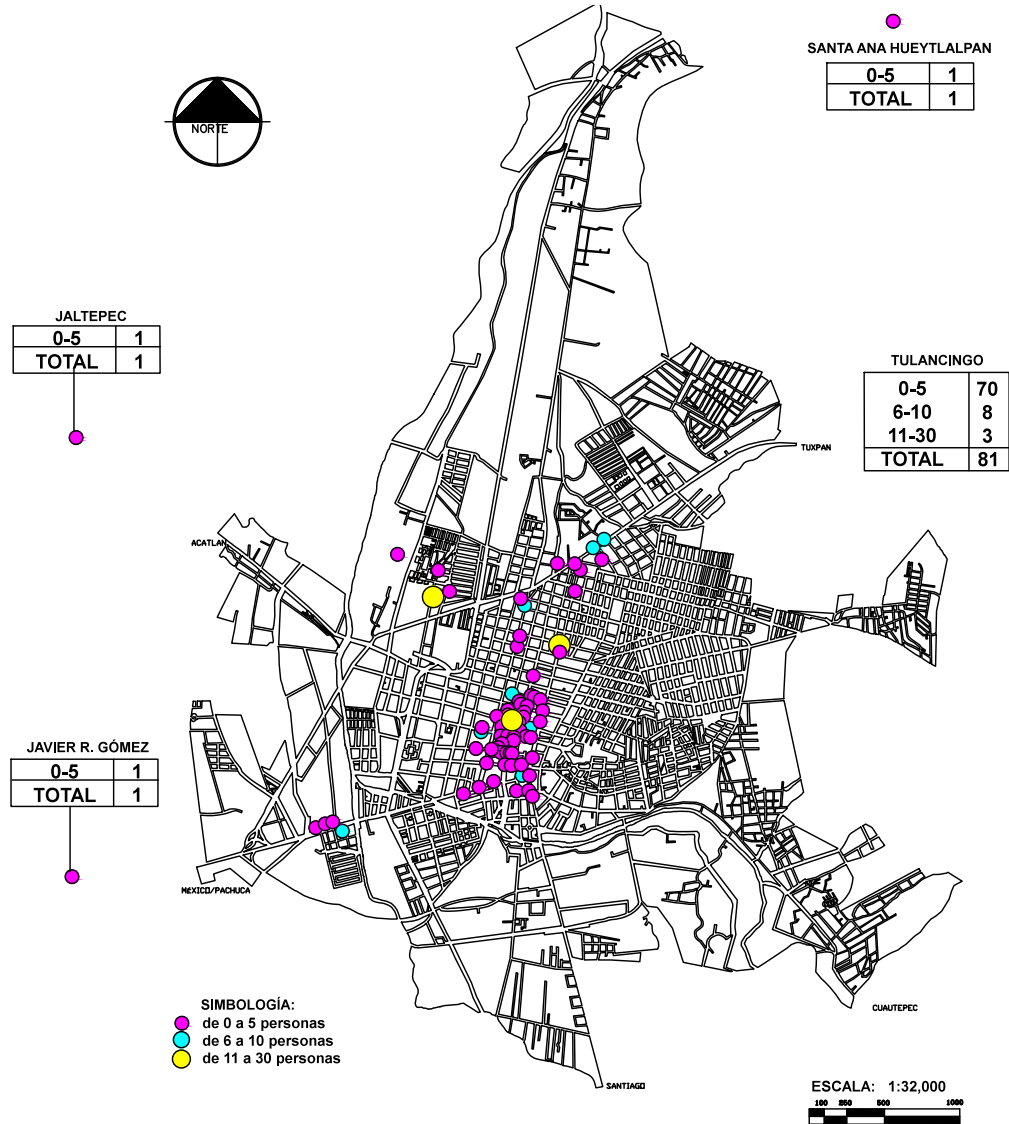 SANTA ANA HUEYTLALPAN
0-5 1
TOTAL 1
NORTE
JALTEPEC
0-5 1
TOTAL 1
TULANCINGO
0-5 70
6-10 8
11-30 3
TOTAL 81
TUXPAN
ACATLAN
JAVIER R. GÓMEZ
0-5 1
TOTAL 1
MÉXICO/PACHUCA
CUAUTEPEC
SIMBOLOGÍA:
de 0 a 5 personas
de 6 a 10 personas
de 11 a 30 personas
SANTIAGO
ESCALA: 1:32,000
100 250 500 1000